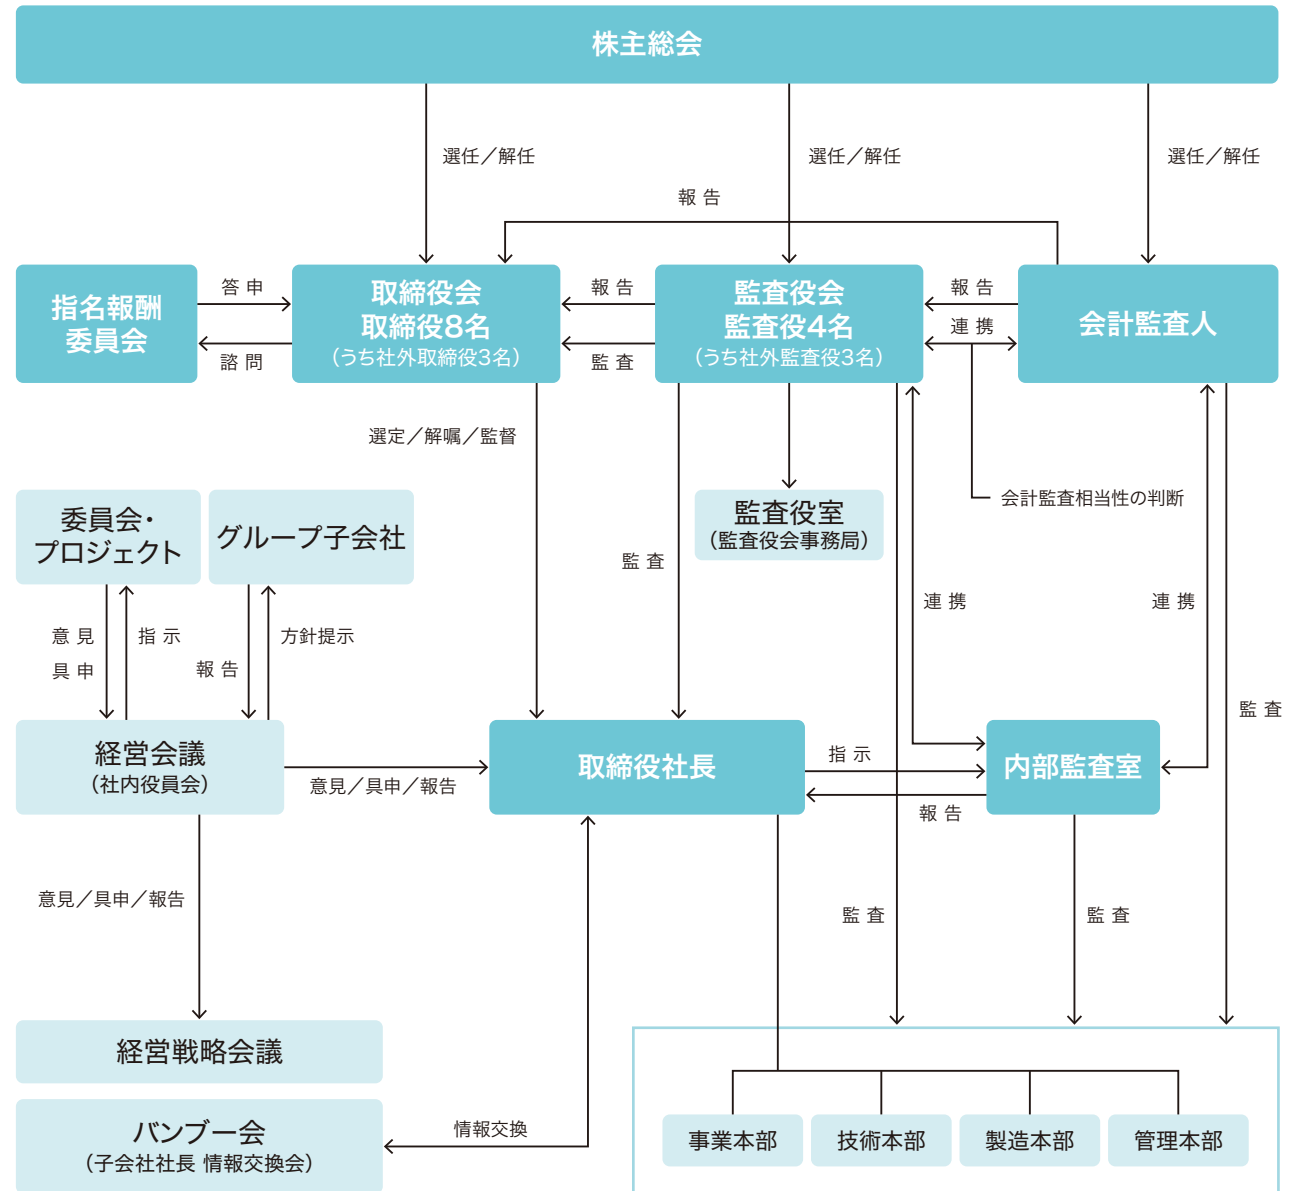 株主総会
選任／解任
選任／解任
選任／解任
報 告
指名報酬
委員会
答 申
諮 問
取締役会
取締役8名
（うち社外取締役3名）
報 告
監 査
監査役会
監査役4名
（うち社外監査役3名）
報 告
連 携
会計監査人
選定／解嘱／監督
会計監査相当性の判断
委員会・
プロジェクト
グループ子会社
監査役室
（監査役会事務局）
監 査
連 携
連 携
意 見
具 申
指 示
報 告
方針提示
監 査
経営会議
（社内役員会）
意見／具申／報告
取締役社長
指 示
報 告
内部監査室
意見／具申／報告
監 査
監 査
経営戦略会議
バンブー会
（子会社社長 情報交換会）
情報交換
事業本部
技術本部
製造本部
管理本部